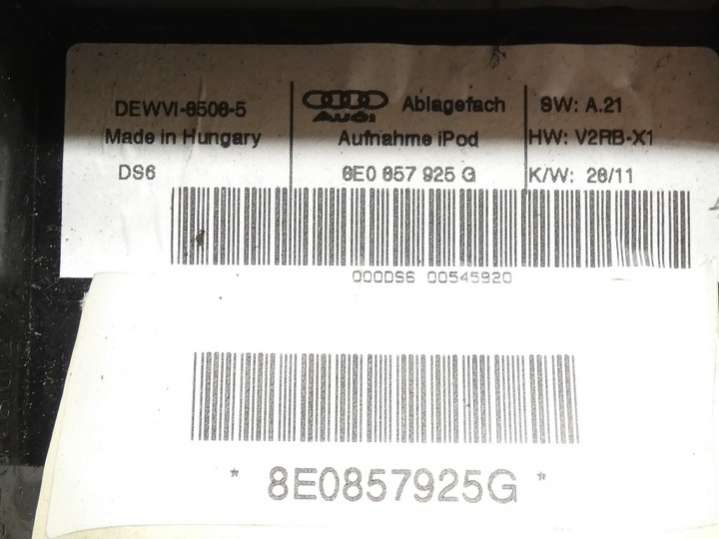 DEWVI-6506-5
Made in Hungary
DS6
AUDI
Ablagefach
Aufnahme iPod
8E0 857 925 G
SW: A.21
HW: V2RB-X1
K/W: 28/11
000DS6 00545920
* 8E0857925G *